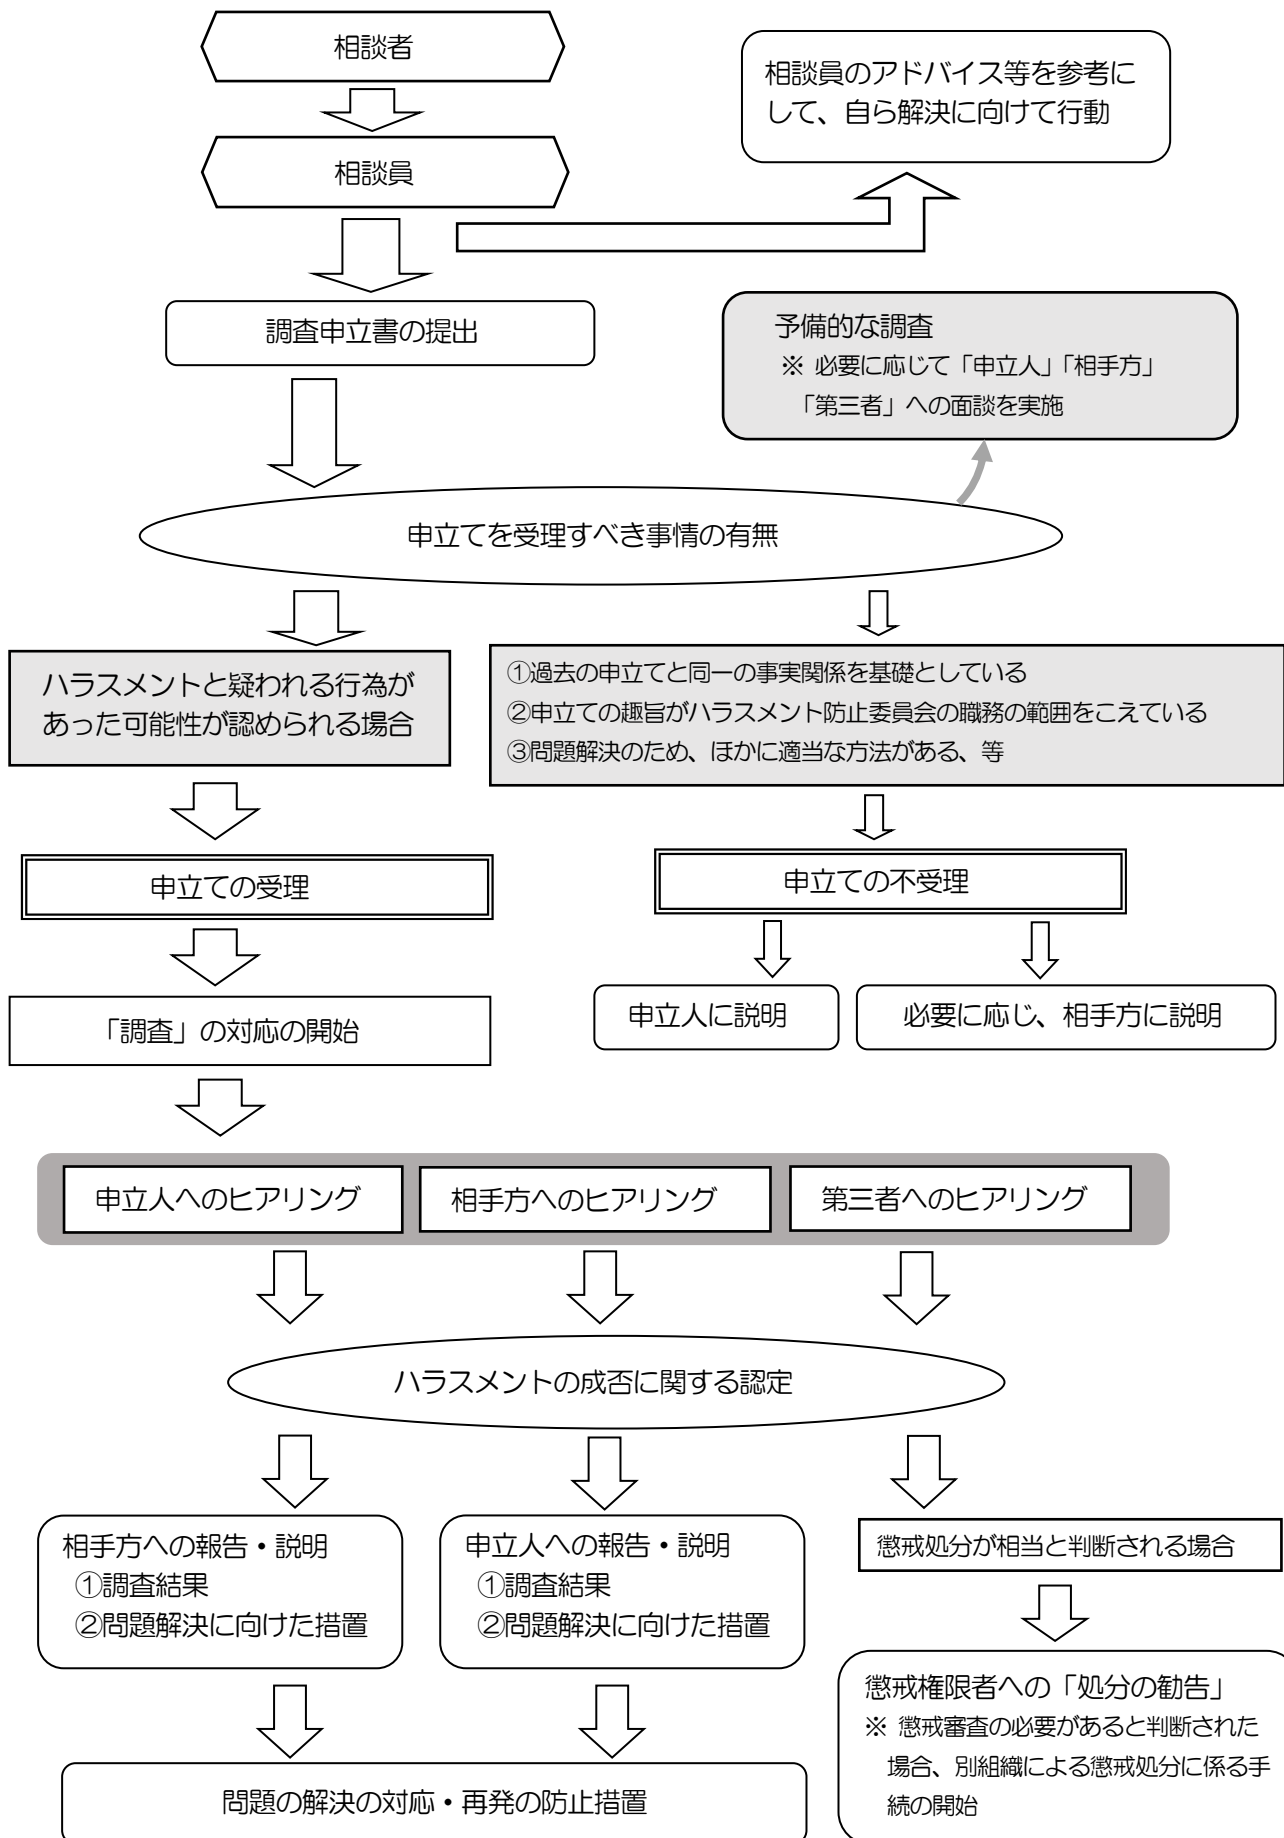 相談者
相談員のアドバイス等を参考に
して、自ら解決に向けて行動
相談員
調査申立書の提出
予備的な調査
※ 必要に応じて「申立人」「相手方」
「第三者」への面談を実施
申立てを受理すべき事情の有無
ハラスメントと疑われる行為が
あった可能性が認められる場合
①過去の申立てと同一の事実関係を基礎としている
②申立ての趣旨がハラスメント防止委員会の職務の範囲をこえている
③問題解決のため、ほかに適当な方法がある、等
申立ての受理
申立ての不受理
「調査」の対応の開始
申立人に説明
必要に応じ、相手方に説明
申立人へのヒアリング
相手方へのヒアリング
第三者へのヒアリング
ハラスメントの成否に関する認定
相手方への報告・説明
①調査結果
②問題解決に向けた措置
申立人への報告・説明
①調査結果
②問題解決に向けた措置
懲戒処分が相当と判断される場合
懲戒権限者への「処分の勧告」
※ 懲戒審査の必要があると判断された
場合、別組織による懲戒処分に係る手
続の開始
問題の解決の対応・再発の防止措置